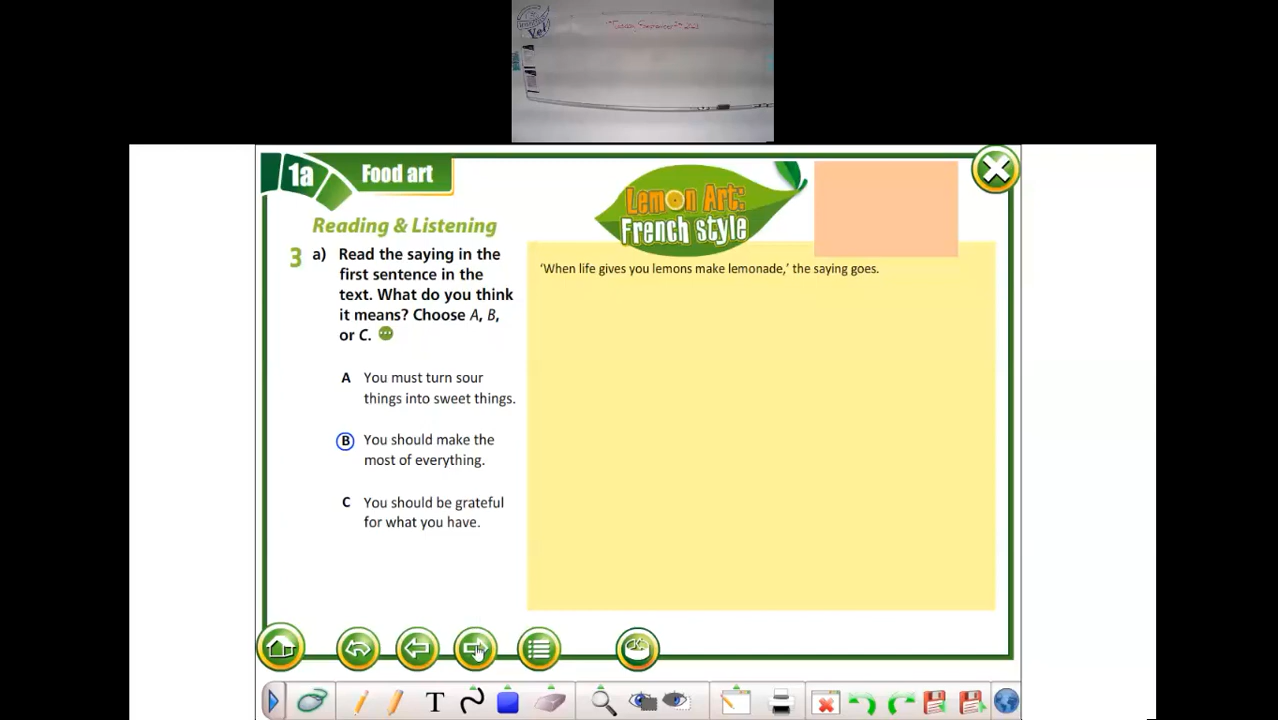 1a
Food art
Lemon Art:
French style
Reading & Listening
3 a) Read the saying in the
first sentence in the
text. What do you think
it means? Choose A, B,
or C.
A You must turn sour
things into sweet things.
B You should make the
most of everything.
C You should be grateful
for what you have.
‘When life gives you lemons make lemonade,’ the saying goes.
T